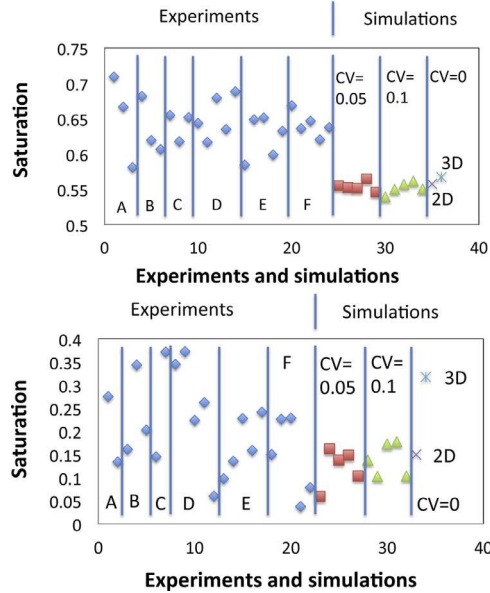 Experiments Simulations
0.75
0.7
0.65
0.6
0.55
0.5
Saturation
CV= 0.05 CV= 0.1 CV=0
3D
2D
A B C D E F
0 10 20 30 40
Experiments and simulations
Experiments Simulations
0.4
0.35
0.3
0.25
0.2
0.15
0.1
0.05
0
Saturation
F CV= 0.05 CV= 0.1
3D
2D
A B C D E CV=0
0 10 20 30 40
Experiments and simulations